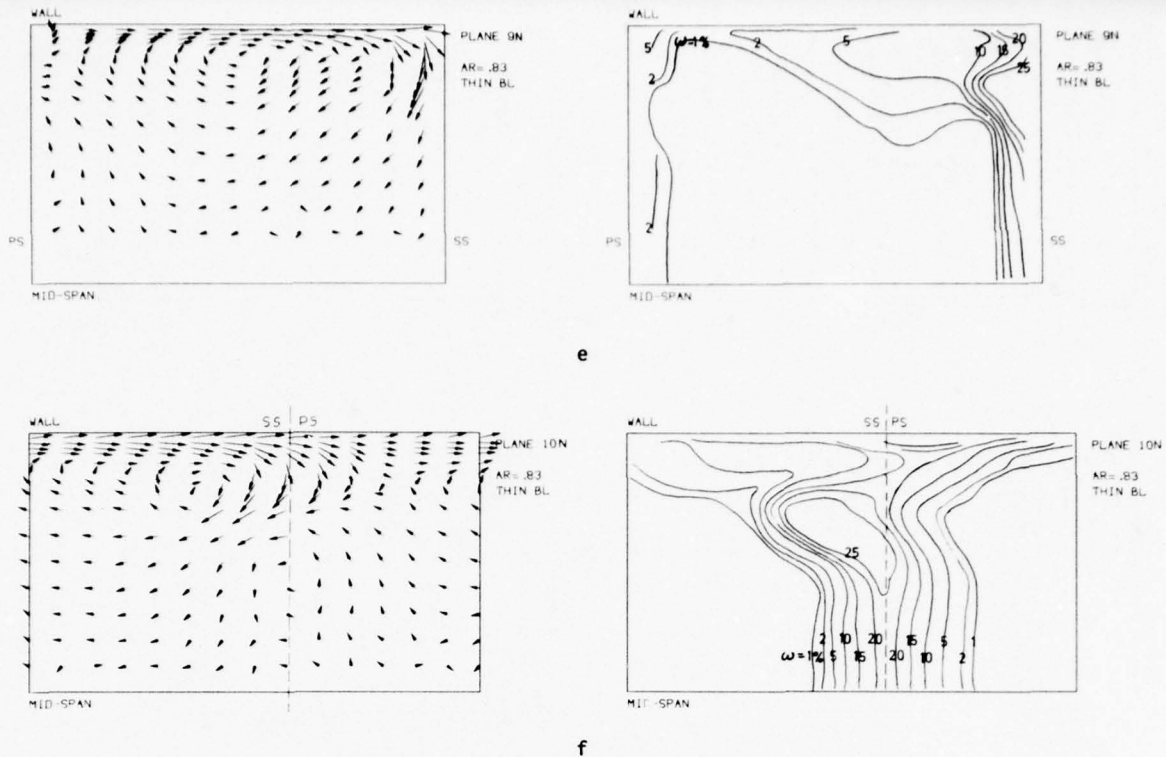 WALL
PLANE 9N
AR= .83
THIN BL
PS
SS
MID-SPAN
WALL
5
ω=1%
2
5
20
10
15
25
2
2
PLANE 9N
AR= .83
THIN BL
PS
SS
MID-SPAN
e
WALL
SS PS
PLANE 10N
AR= .83
THIN BL
MID-SPAN
WALL
SS PS
PLANE 10N
AR= .83
THIN BL
25
2 10 20 15 5 1
ω=1% 5 15 20 10 2
MID-SPAN
f